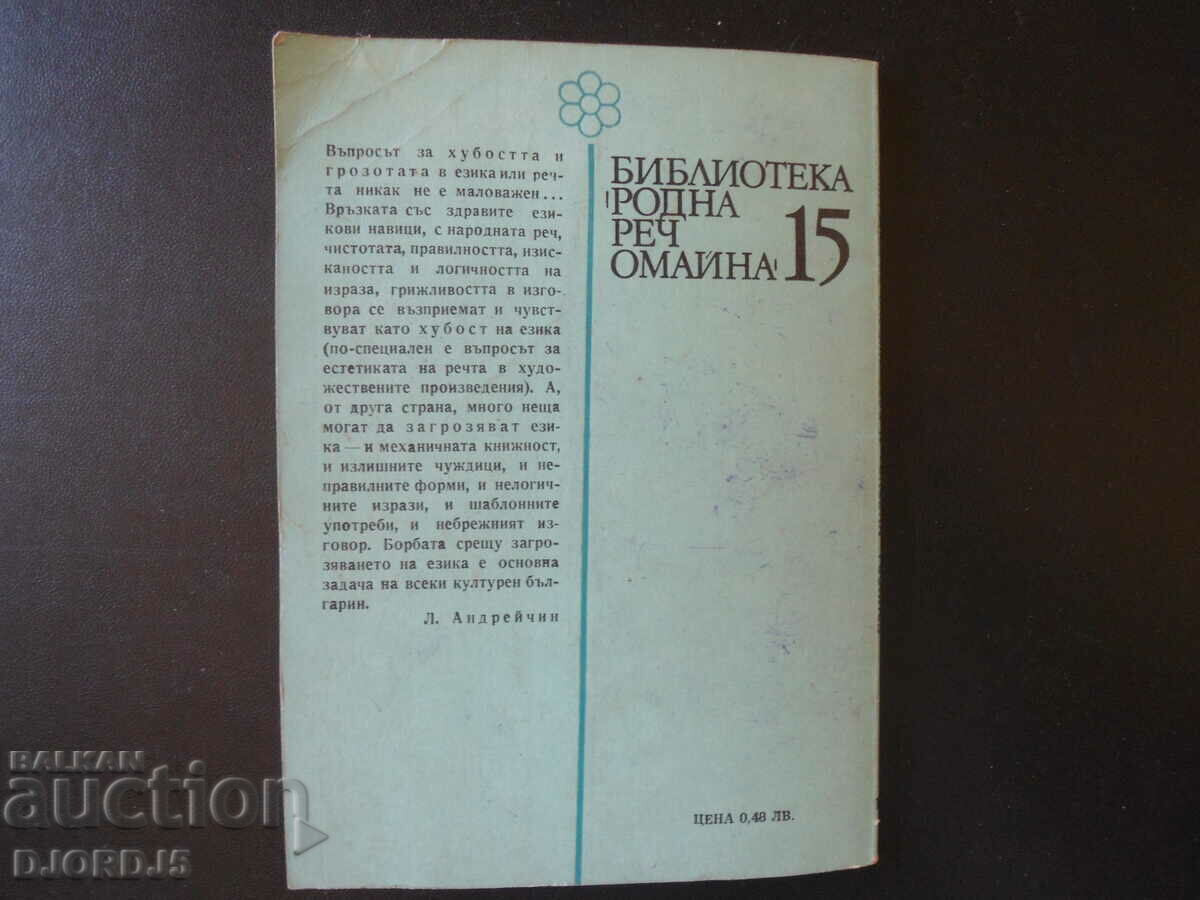 Въпросът за хубостта и
грозотата в езика или реч-
та никак не е маловажен...
Връзката със здравите ези-
кови навици, с народната реч,
чистотата, правилността, изис-
каността и логичността на
израза, грижливостта в изго-
вора се възприемат и чувст-
вуват като хубост на езика
(по-специален е въпросът за
естетиката на речта в худо-
жествените произведения). А,
от друга страна, много неща
могат да загрозяват ези-
ка — и механичната книжност,
и излишните чуждици, и не-
правилните форми, и нелогич-
ните изрази, и шаблонните
употреби, и небрежният из-
говор. Борбата срещу загро-
зяването на езика е основна
задача на всеки културен бъл-
гарин.
Л. Андрейчин
БИБЛИОТЕКА
'РОДНА
РЕЧ
ОМАЙНА' 15
ЦЕНА 0,48 ЛВ.
BALKAN
auction
DJORD.J5